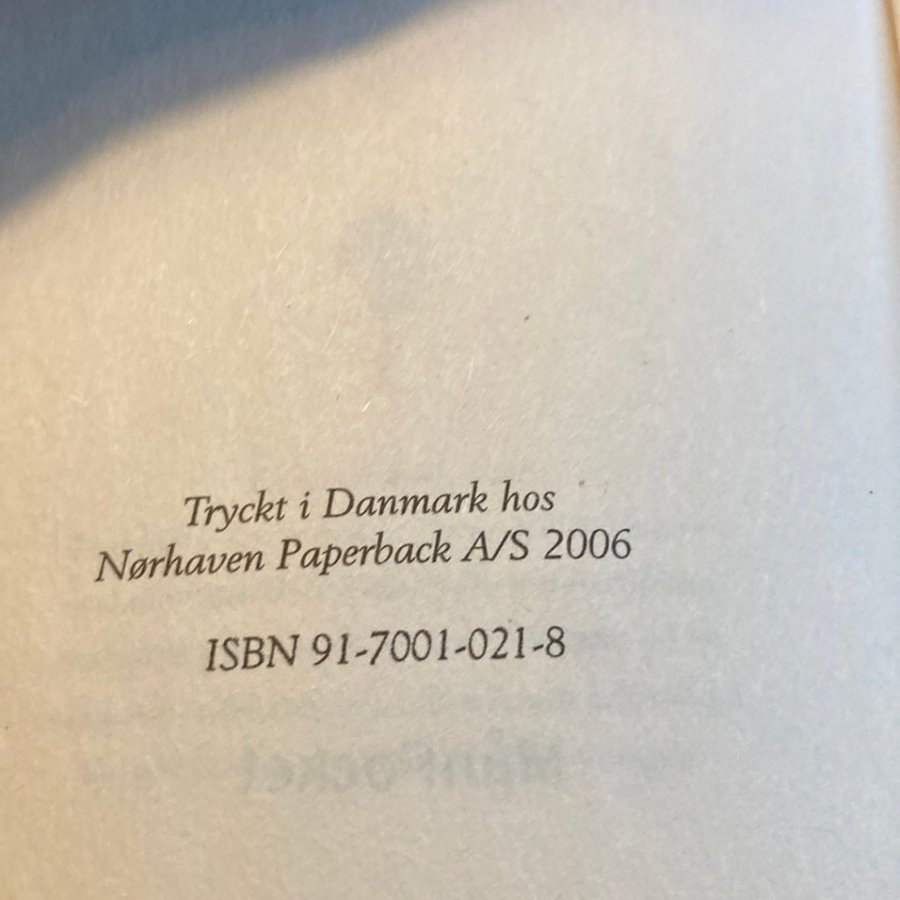 Tryckt i Danmark hos
Nørhaven Paperback A/S 2006
ISBN 91-7001-021-8